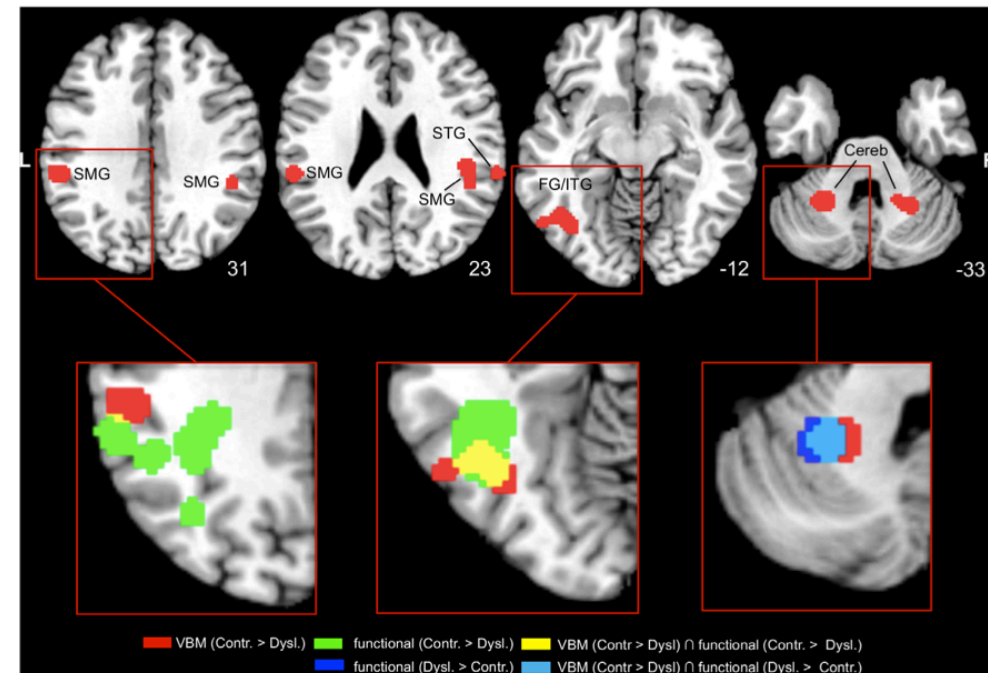 L
SMG
SMG
31
SMG
STG
SMG
23
FG/ITG
-12
Cereb
-33
VBM (Contr. > Dysl.)
functional (Contr. > Dysl.)
VBM (Contr > Dysl) ∩ functional (Contr. > Dysl.)
functional (Dysl. > Contr.)
VBM (Contr > Dysl) ∩ functional (Dysl. > Contr.)